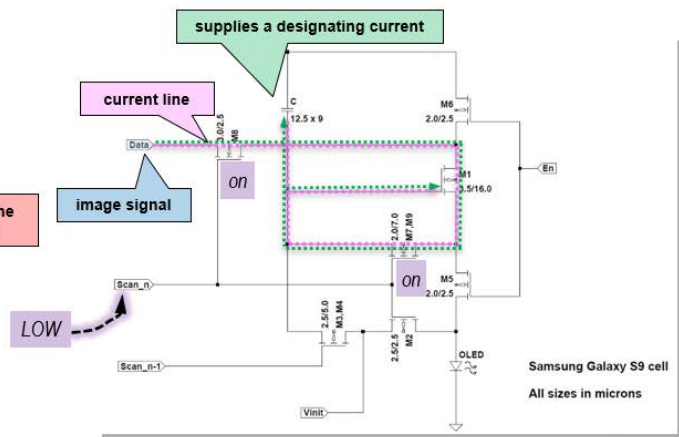 supplies a designating current
current line
C
12.5 x 9
M6
2.0/2.5
3.0/2.5
M8
Data
on
M1
3.5/16.0
En
image signal
ne
2.0/7.0
M7,M9
on
M5
2.0/2.5
Scan_n
LOW
2.5/5.0
M3,M4
2.5/2.5
M2
OLED
Scan_n-1
Samsung Galaxy S9 cell
All sizes in microns
Vinit